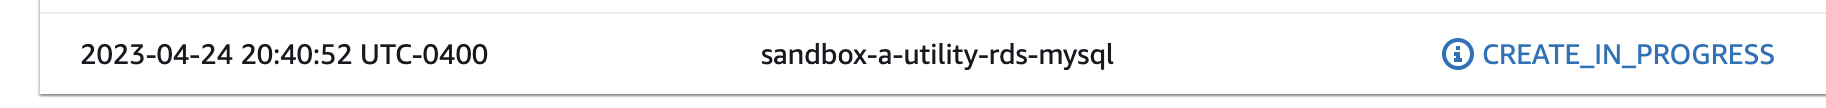 2023-04-24 20:40:52 UTC-0400 sandbox-a-utility-rds-mysql CREATE_IN_PROGRESS